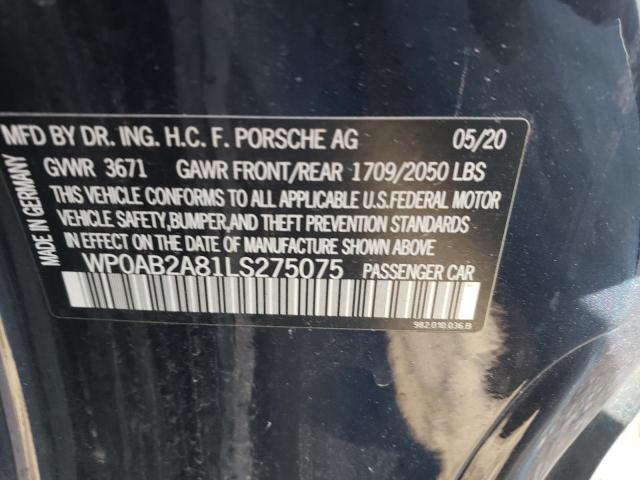 MFD BY DR. ING. H.C. F. PORSCHE AG 05/20
GVWR 3671 GAWR FRONT/REAR 1709/2050 LBS
THIS VEHICLE CONFORMS TO ALL APPLICABLE U.S.FEDERAL MOTOR
VEHICLE SAFETY,BUMPER,AND THEFT PREVENTION STANDARDS
IN EFFECT ON THE DATE OF MANUFACTURE SHOWN ABOVE
WP0AB2A81LS275075 PASSENGER CAR
982.010.036.B
MADE IN GERMANY